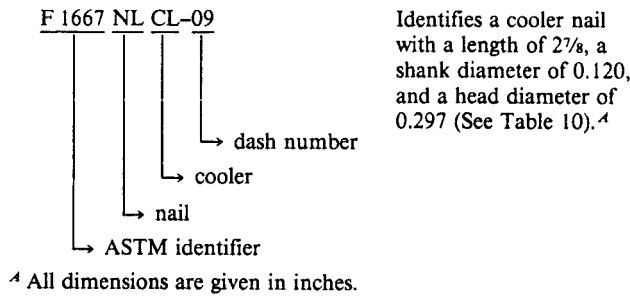 F 1667 NL CL–09
Identifies a cooler nail
with a length of 2⅞, a
shank diameter of 0.120,
and a head diameter of
0.297 (See Table 10).ᴬ
dash number
cooler
nail
ASTM identifier
ᴬ All dimensions are given in inches.